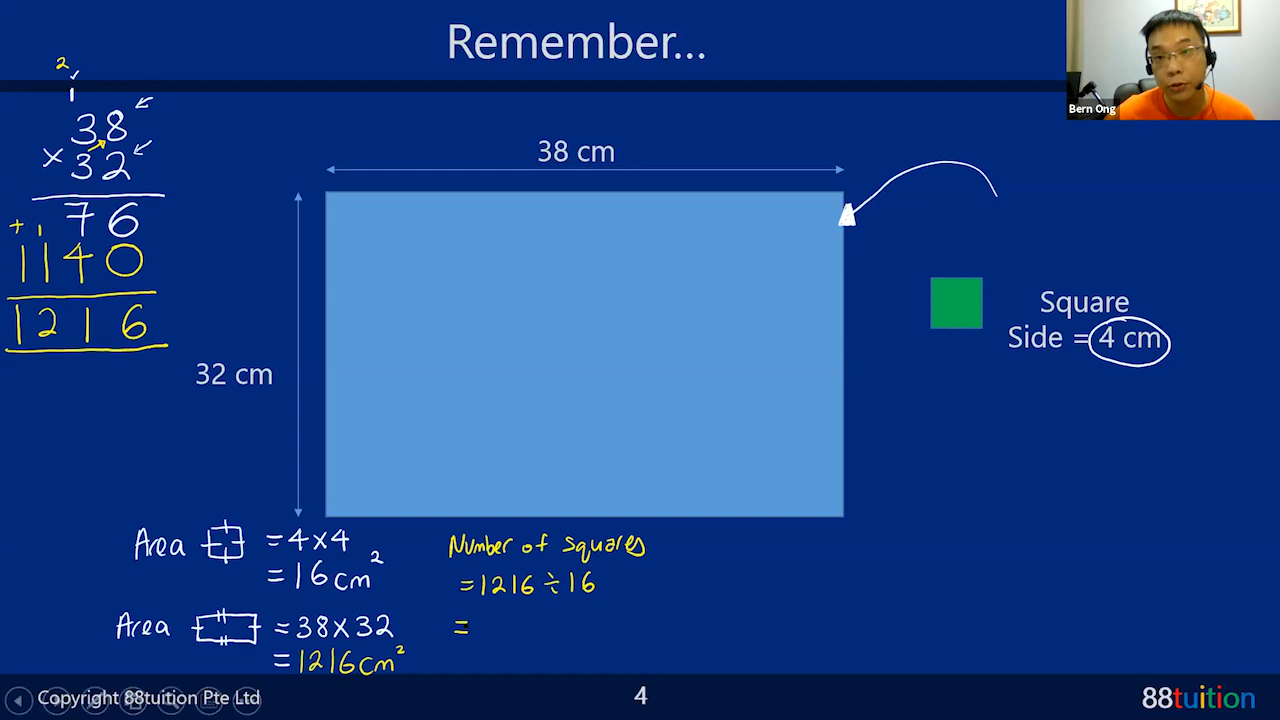 Remember...
Bern Ong
2
1
38
× 32
76
+ 1
1140
1216
38 cm
32 cm
Square
Side = 4 cm
Area = 4×4
= 16 cm²
Area = 38×32
= 1216 cm²
Number of squares
= 1216 ÷ 16
=
Copyright 88tuition Pte Ltd
4
88tuition